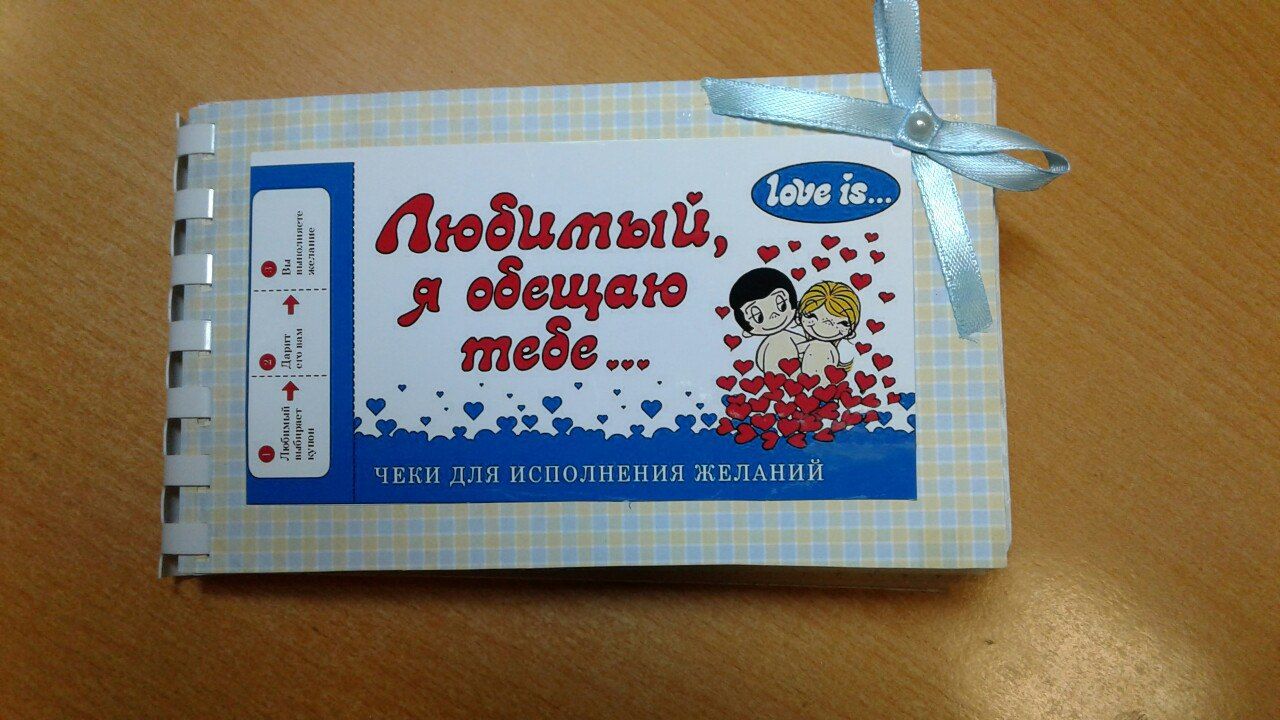 love is...
Любимый,
я обещаю
тебе...
ЧЕКИ ДЛЯ ИСПОЛНЕНИЯ ЖЕЛАНИЙ
1
Любимый
выбирает
купон
2
Дарит
его вам
3
Вы
выполняете
желание